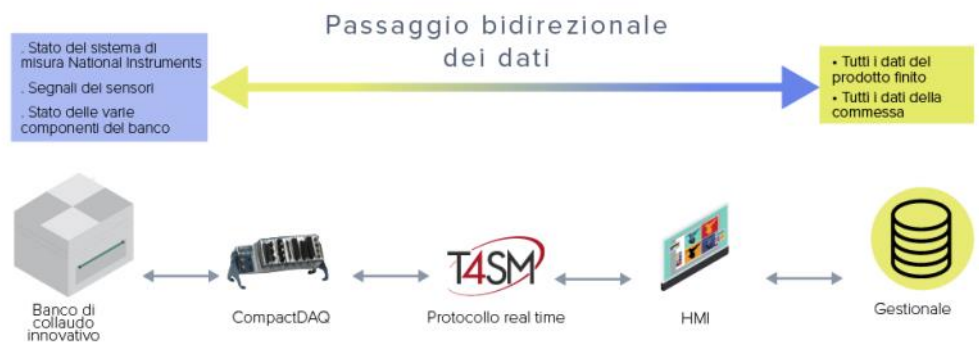 Passaggio bidirezionale
dei dati
. Stato del sistema di
misura National Instruments
. Segnali dei sensori
. Stato delle varie
componenti del banco
• Tutti i dati del
prodotto finito
• Tutti i dati della
commessa
T4SM
Banco di
collaudo
innovativo
CompactDAQ
Protocollo real time
HMI
Gestionale